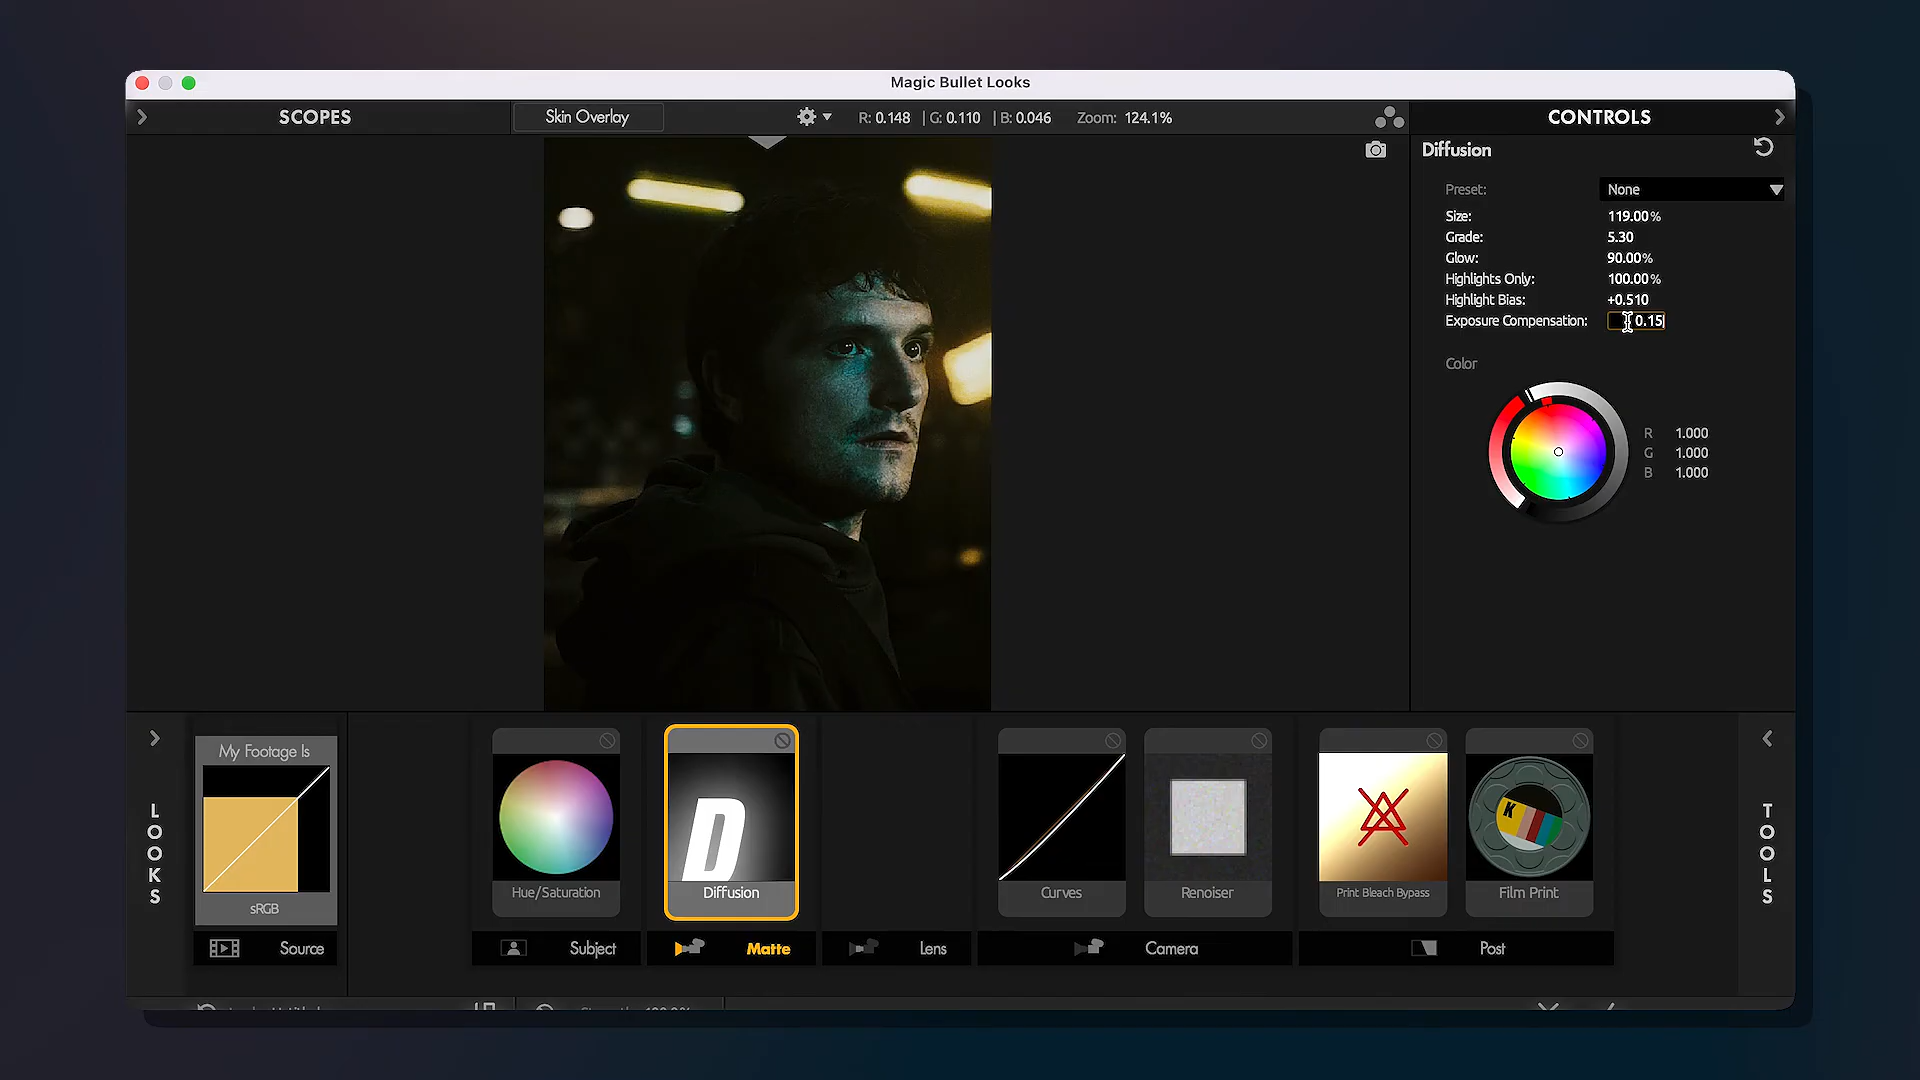 Magic Bullet Looks
SCOPES
Skin Overlay
R: 0.148 | G: 0.110 | B: 0.046
Zoom: 124.1%
CONTROLS
Diffusion
Preset: None
Size: 119.00%
Grade: 5.30
Glow: 90.00%
Highlights Only: 100.00%
Highlight Bias: +0.510
Exposure Compensation: 0.15
Color
R 1.000
G 1.000
B 1.000
LOOKS
My Footage Is
sRGB
Source
Hue/Saturation
Subject
D
Diffusion
Matte
Lens
Curves
Renoiser
Camera
Print Bleach Bypass
K
Film Print
Post
TOOLS